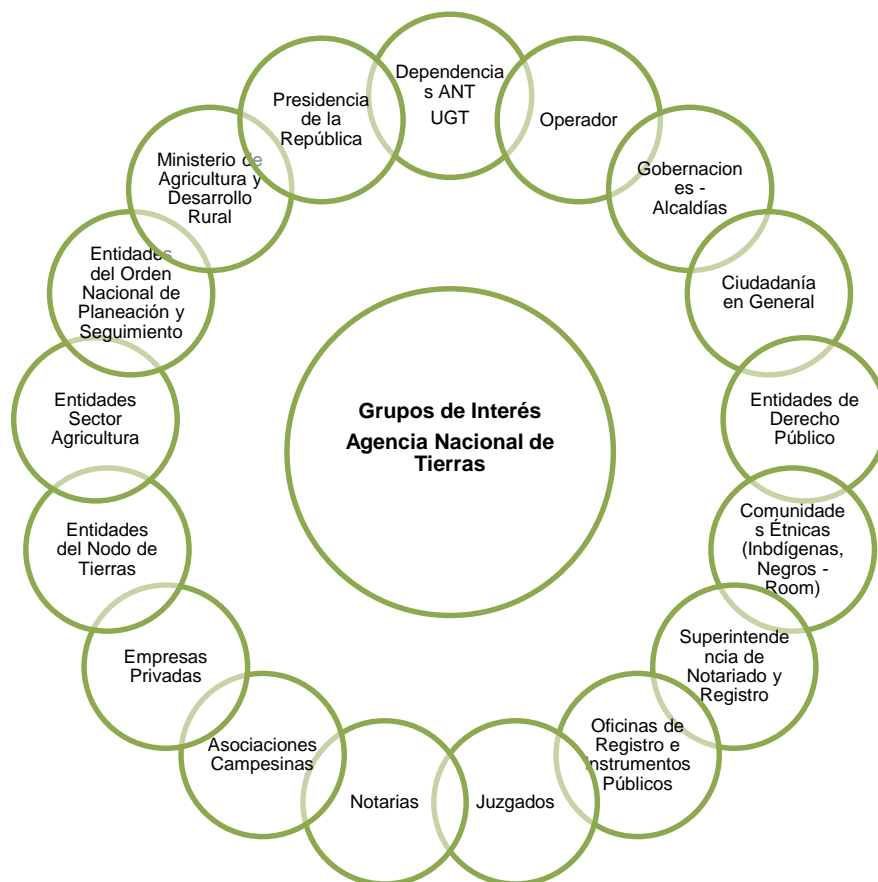 Dependencia
s ANT
UGT
Operador
Gobernacion
es -
Alcaldías
Ciudadanía
en General
Entidades de
Derecho
Público
Comunidade
s Étnicas
(Inbdígenas,
Negros -
Room)
Superintende
ncia de
Notariado y
Registro
Oficinas de
Registro e
Instrumentos
Públicos
Juzgados
Notarias
Asociaciones
Campesinas
Empresas
Privadas
Entidades
del Nodo de
Tierras
Entidades
Sector
Agricultura
Entidades
del Orden
Nacional de
Planeación y
Seguimiento
Ministerio de
Agricultura y
Desarrollo
Rural
Presidencia
de la
República
Grupos de Interés
Agencia Nacional de
Tierras